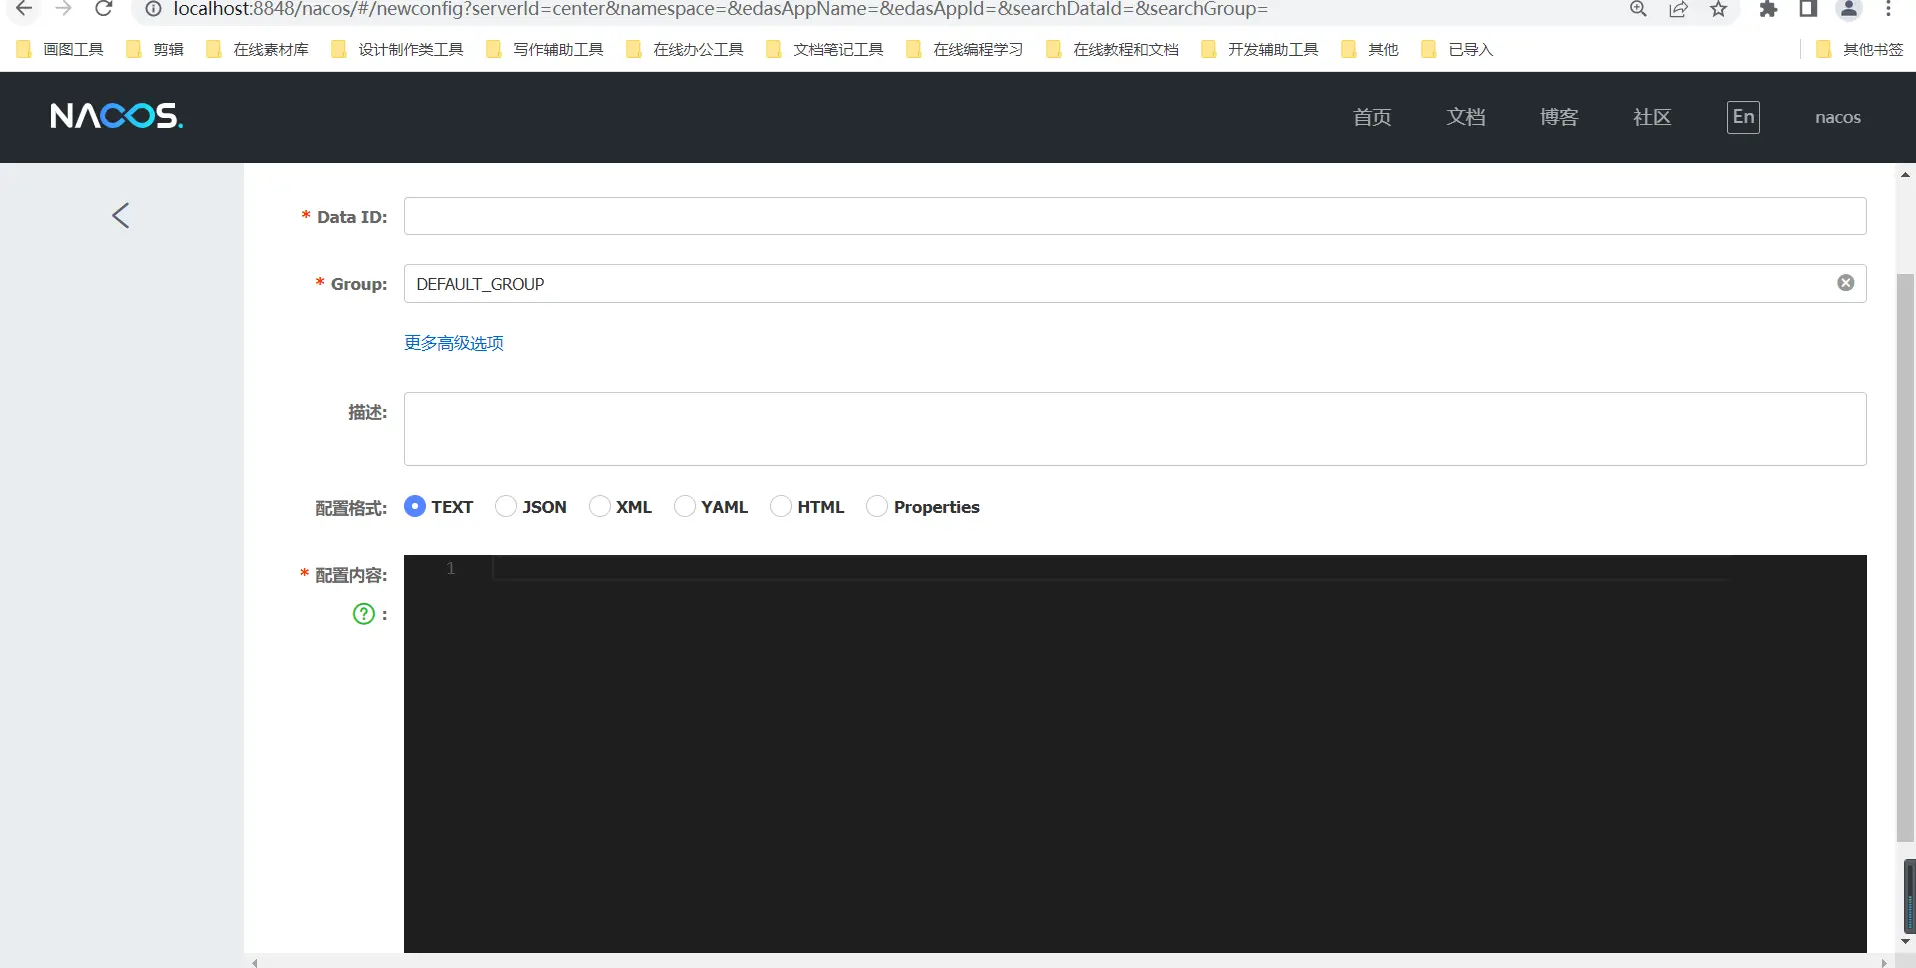 localhost:8848/nacos/#/newconfig?serverId=center&namespace=&edasAppName=&edasAppId=&searchDataId=&searchGroup=
画图工具 剪辑 在线素材库 设计制作类工具 写作辅助工具 在线办公工具 文档笔记工具 在线编程学习 在线教程和文档 开发辅助工具 其他 已导入 其他书签
NACOS. 首页 文档 博客 社区 En nacos
* Data ID:
* Group: DEFAULT_GROUP
更多高级选项
描述:
配置格式: TEXT JSON XML YAML HTML Properties
* 配置内容: 1
? :